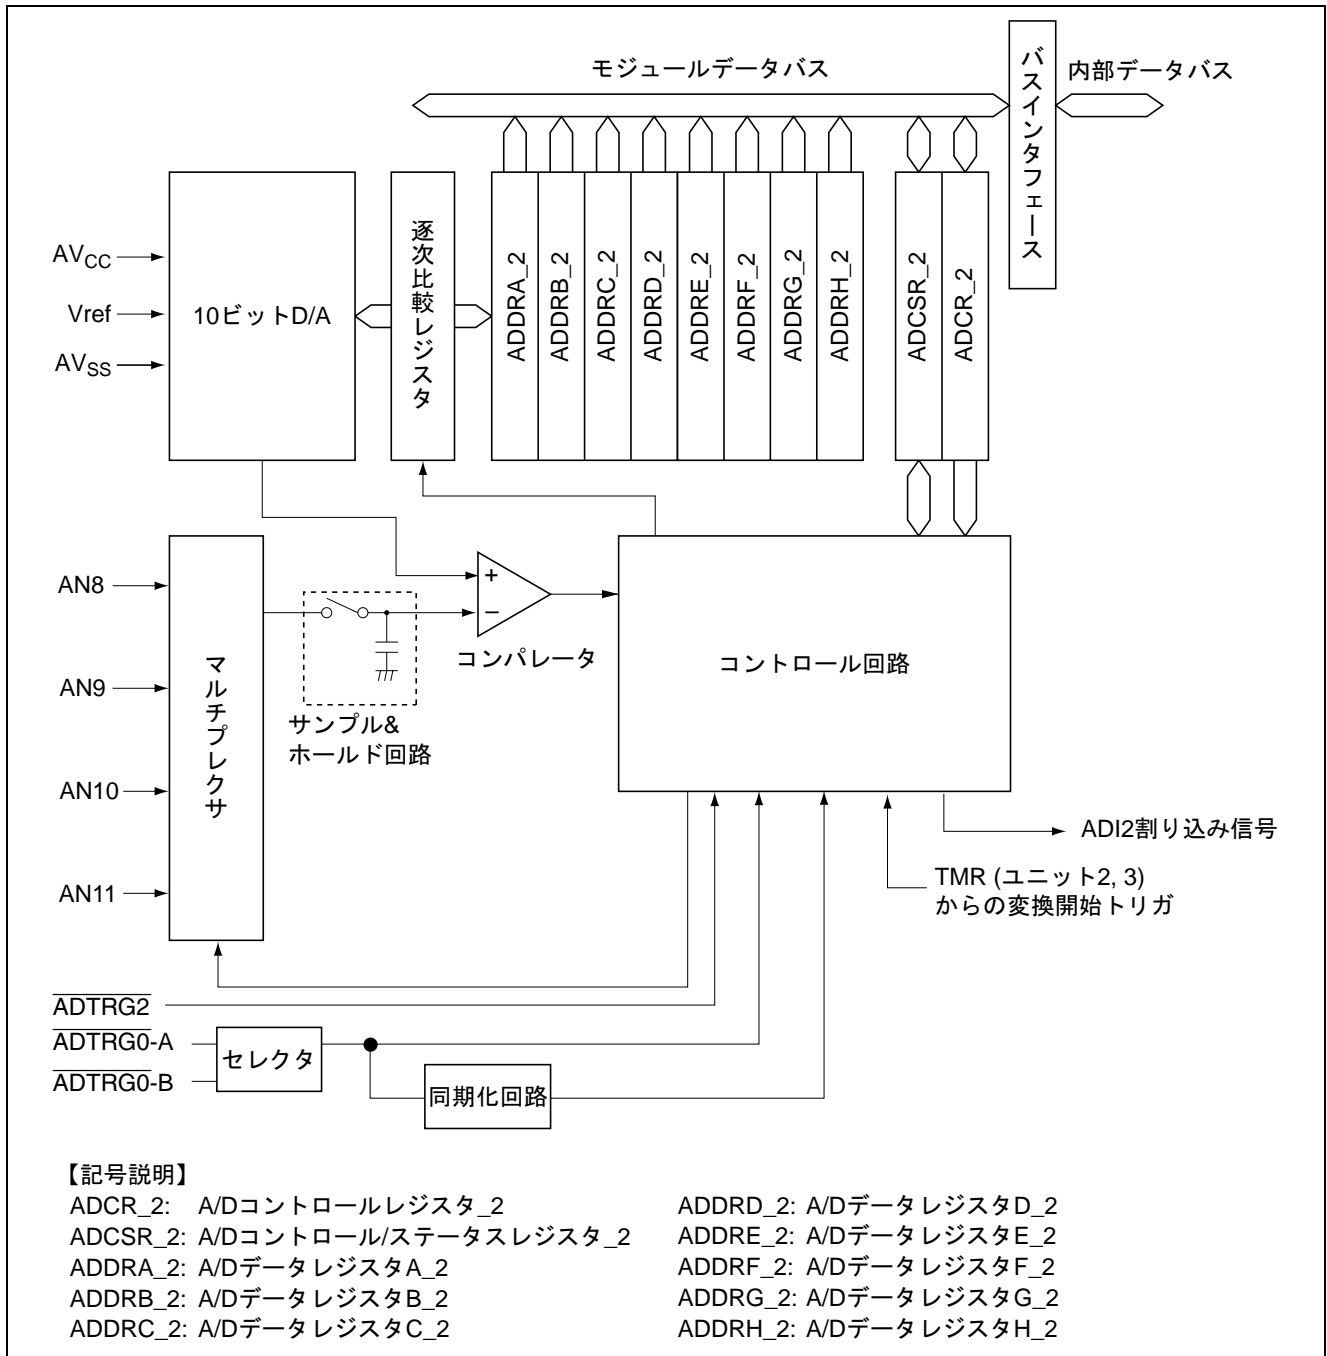 モジュールデータバス
内部データバス
バスインタフェース
AVCC
Vref
AVSS
10ビットD/A
逐次比較レジスタ
ADDRA_2
ADDRB_2
ADDRC_2
ADDRD_2
ADDRE_2
ADDRF_2
ADDRG_2
ADDRH_2
ADCSR_2
ADCR_2
AN8
AN9
AN10
AN11
マルチプレクサ
+
−
コンパレータ
サンプル&
ホールド回路
コントロール回路
ADI2割り込み信号
TMR (ユニット2, 3)
からの変換開始トリガ
ADTRG2
ADTRG0-A
ADTRG0-B
セレクタ
同期化回路
【記号説明】
ADCR_2: A/Dコントロールレジスタ_2
ADCSR_2: A/Dコントロール/ステータスレジスタ_2
ADDRA_2: A/DデータレジスタA_2
ADDRB_2: A/DデータレジスタB_2
ADDRC_2: A/DデータレジスタC_2
ADDRD_2: A/DデータレジスタD_2
ADDRE_2: A/DデータレジスタE_2
ADDRF_2: A/DデータレジスタF_2
ADDRG_2: A/DデータレジスタG_2
ADDRH_2: A/DデータレジスタH_2